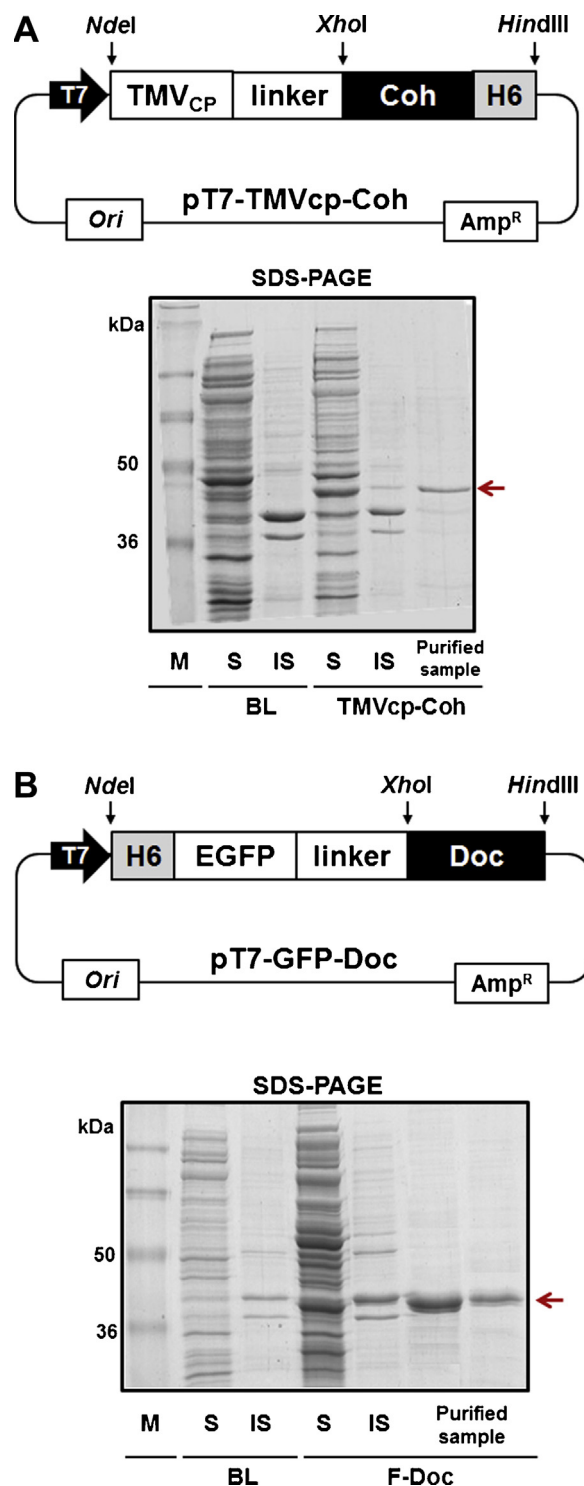 A
NdeI XhoI HindIII
T7 TMVCP linker Coh H6
pT7-TMVcp-Coh
Ori AmpR
SDS-PAGE
kDa
50
36
M S IS S IS Purified
sample
BL TMVcp-Coh
B
NdeI XhoI HindIII
T7 H6 EGFP linker Doc
pT7-GFP-Doc
Ori AmpR
SDS-PAGE
kDa
50
36
M S IS S IS Purified
sample
BL F-Doc